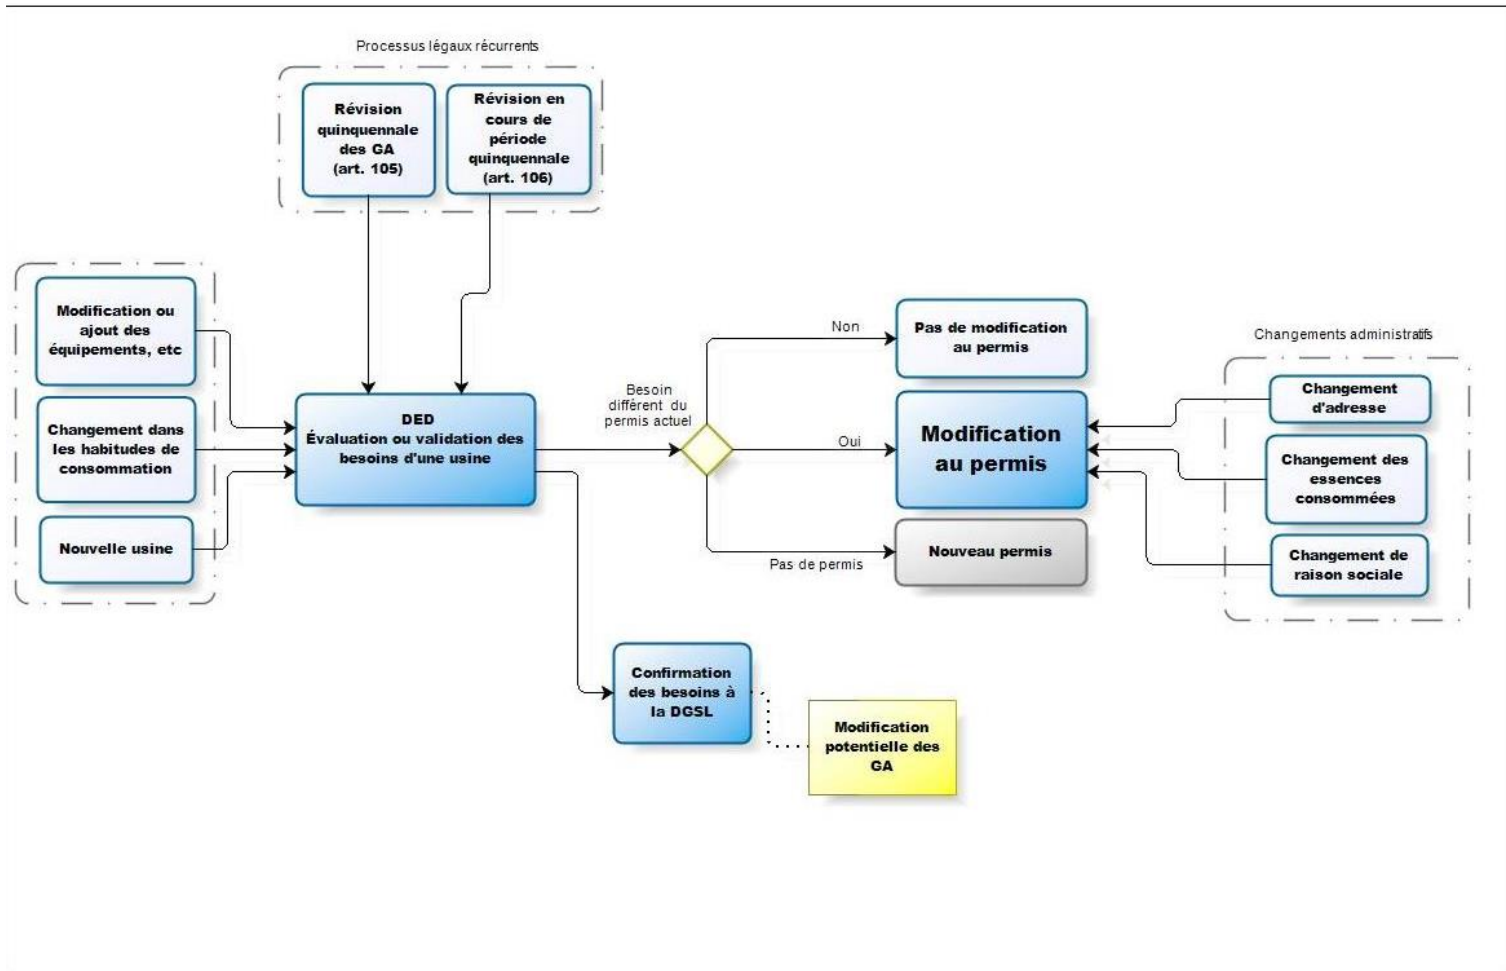 Processus légaux récurrents
Révision
quinquennale
des GA
(art. 105)
Révision en
cours de
période
quinquennale
(art. 106)
Modification ou
ajout des
équipements, etc
Changement dans
les habitudes de
consommation
Nouvelle usine
DED
Évaluation ou validation des
besoins d'une usine
Besoin
différent du
permis actuel
Non
Oui
Pas de permis
Pas de modification
au permis
Modification
au permis
Nouveau permis
Changements administratifs
Changement
d'adresse
Changement des
essences
consommées
Changement de
raison sociale
Confirmation
des besoins à
la DGSL
Modification
potentielle des
GA